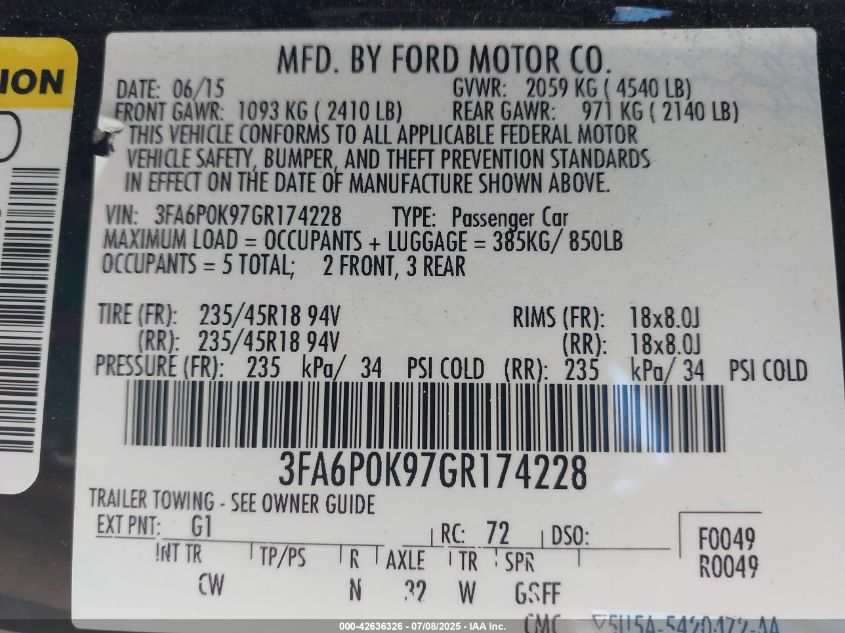 ION
MFD. BY FORD MOTOR CO.
DATE: 06/15 GVWR: 2059 KG ( 4540 LB)
FRONT GAWR: 1093 KG ( 2410 LB) REAR GAWR: 971 KG ( 2140 LB)
THIS VEHICLE CONFORMS TO ALL APPLICABLE FEDERAL MOTOR
VEHICLE SAFETY, BUMPER, AND THEFT PREVENTION STANDARDS
IN EFFECT ON THE DATE OF MANUFACTURE SHOWN ABOVE.
VIN: 3FA6P0K97GR174228 TYPE: Passenger Car
MAXIMUM LOAD = OCCUPANTS + LUGGAGE = 385KG/ 850LB
OCCUPANTS = 5 TOTAL; 2 FRONT, 3 REAR
TIRE (FR): 235/45R18 94V RIMS (FR): 18x8.0J
(RR): 235/45R18 94V (RR): 18x8.0J
PRESSURE (FR): 235 kPa/ 34 PSI COLD (RR): 235 kPa/ 34 PSI COLD
3FA6P0K97GR174228
TRAILER TOWING - SEE OWNER GUIDE
EXT PNT: G1 RC: 72 DSO: F0049
INT TR TP/PS R AXLE TR SPR R0049
CW N 32 W GSFF
CMC 5U5A-5420472-AA
000-42636326 - 07/08/2025 - IAA Inc.